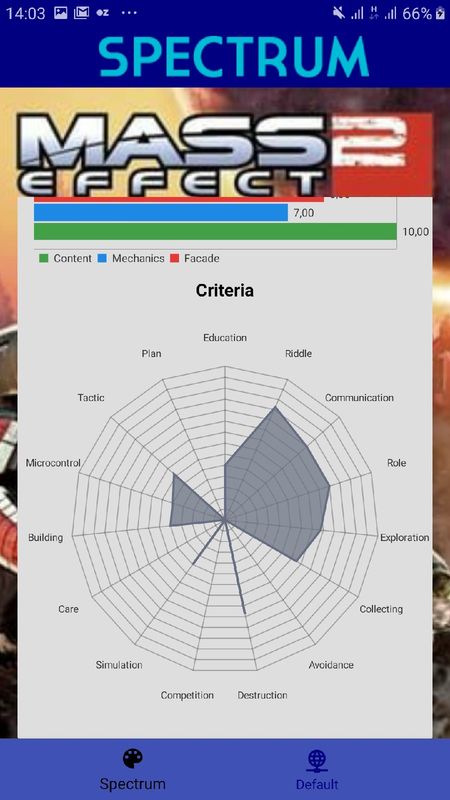 14:03 66%
SPECTRUM
MASS 2
EFFECT
7,00
10,00
Content Mechanics Facade
Criteria
Education
Plan Riddle
Tactic Communication
Microcontrol Role
Building Exploration
Care Collecting
Simulation Avoidance
Competition Destruction
Spectrum Default